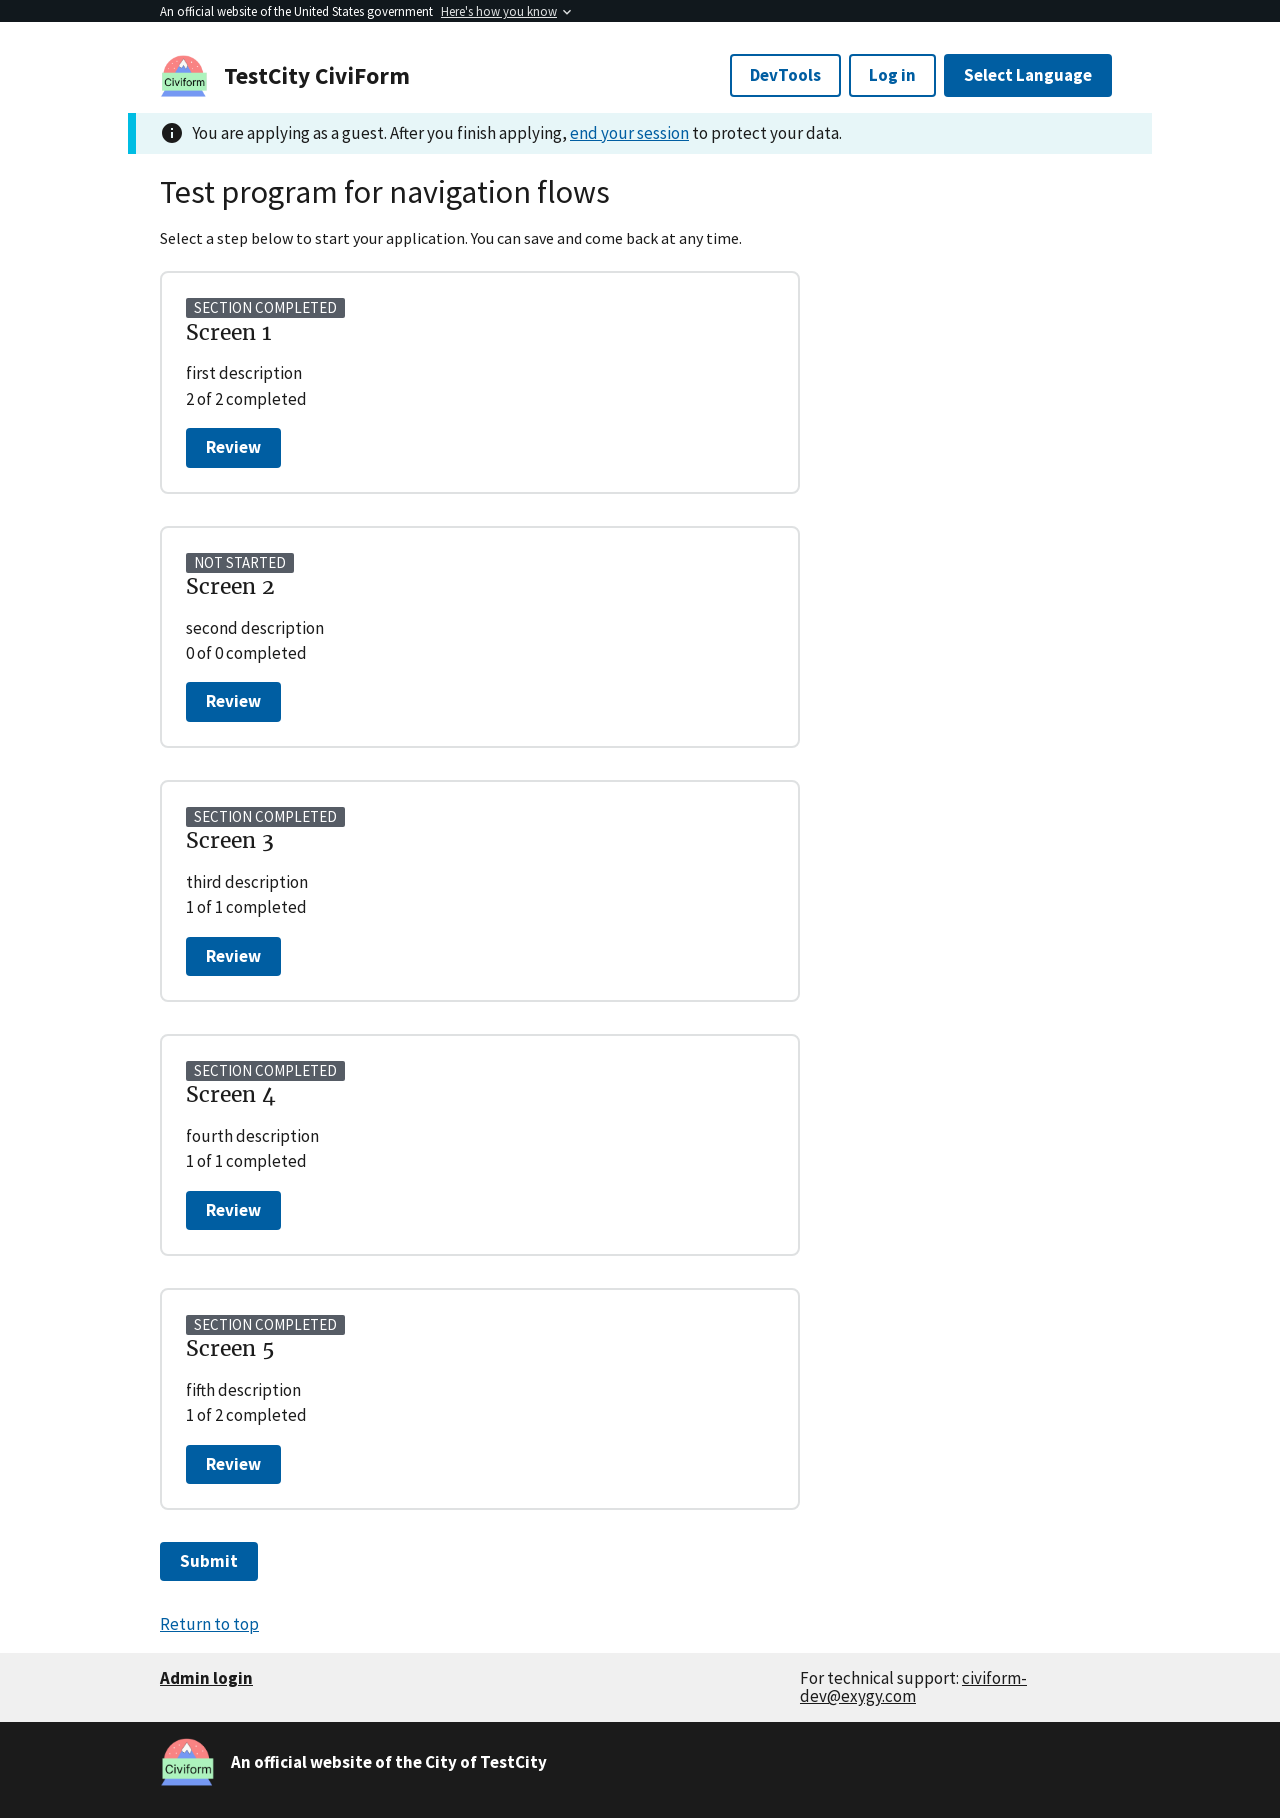 An official website of the United States government Here's how you know
Civiform
TestCity CiviForm
DevTools
Log in
Select Language
You are applying as a guest. After you finish applying, end your session to protect your data.
Test program for navigation flows
Select a step below to start your application. You can save and come back at any time.
SECTION COMPLETED
Screen 1
first description
2 of 2 completed
Review
NOT STARTED
Screen 2
second description
0 of 0 completed
Review
SECTION COMPLETED
Screen 3
third description
1 of 1 completed
Review
SECTION COMPLETED
Screen 4
fourth description
1 of 1 completed
Review
SECTION COMPLETED
Screen 5
fifth description
1 of 2 completed
Review
Submit
Return to top
Admin login
For technical support: civiform-
dev@exygy.com
Civiform
An official website of the City of TestCity